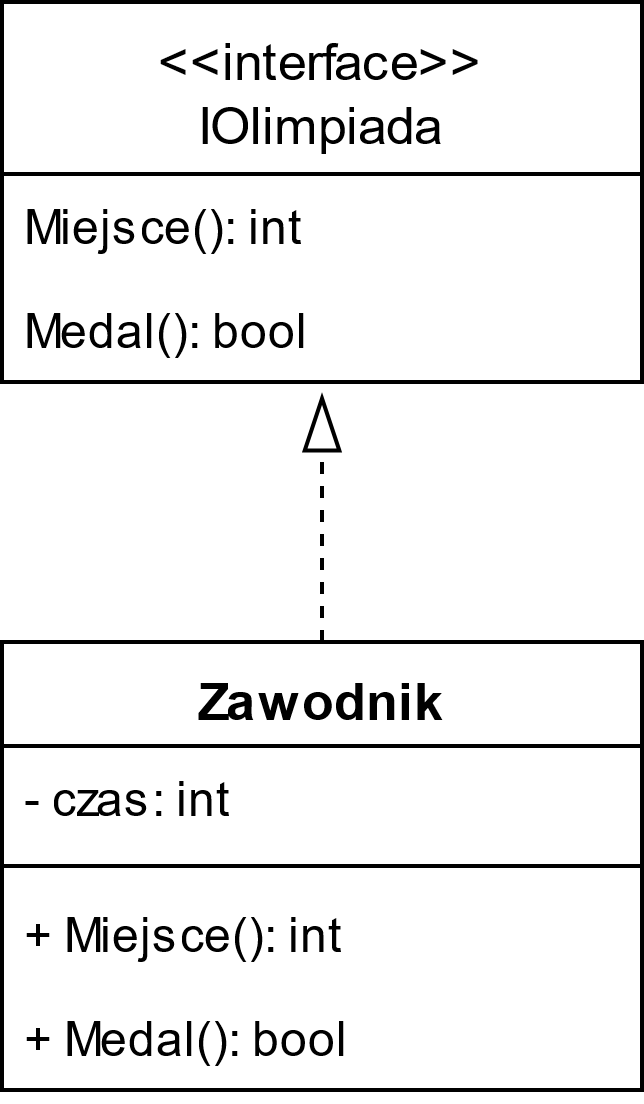 <<interface>>
IOlimpiada
Miejsce(): int
Medal(): bool
Zawodnik
- czas: int
+ Miejsce(): int
+ Medal(): bool